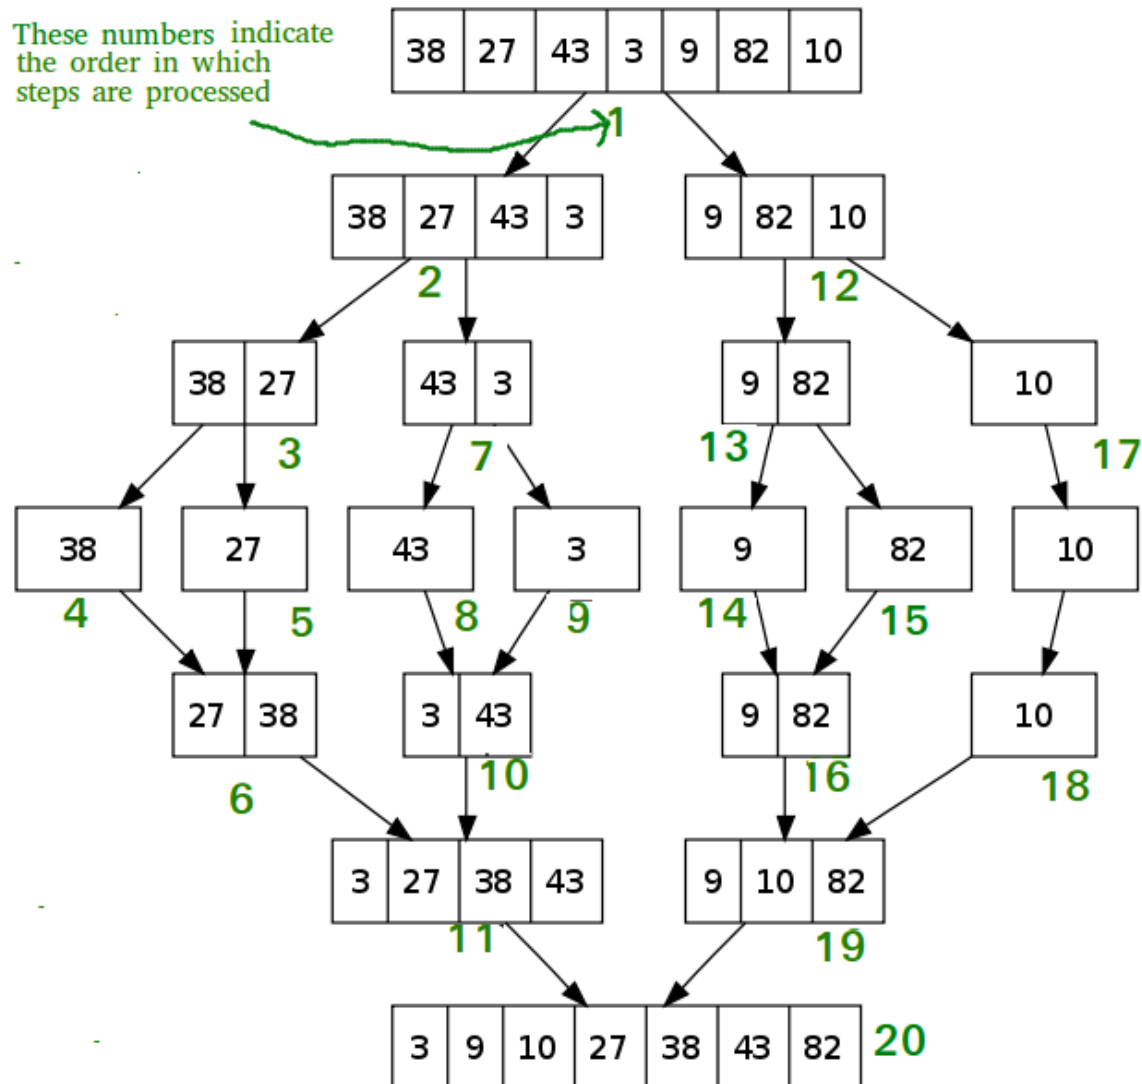 These numbers indicate
the order in which
steps are processed
38 27 43 3 9 82 10
1
38 27 43 3 9 82 10
2 12
38 27 43 3 9 82 10
3 7 13 17
38 27 43 3 9 82 10
4 5 8 9 14 15
27 38 3 43 9 82 10
6 10 16 18
3 27 38 43 9 10 82
11 19
3 9 10 27 38 43 82 20